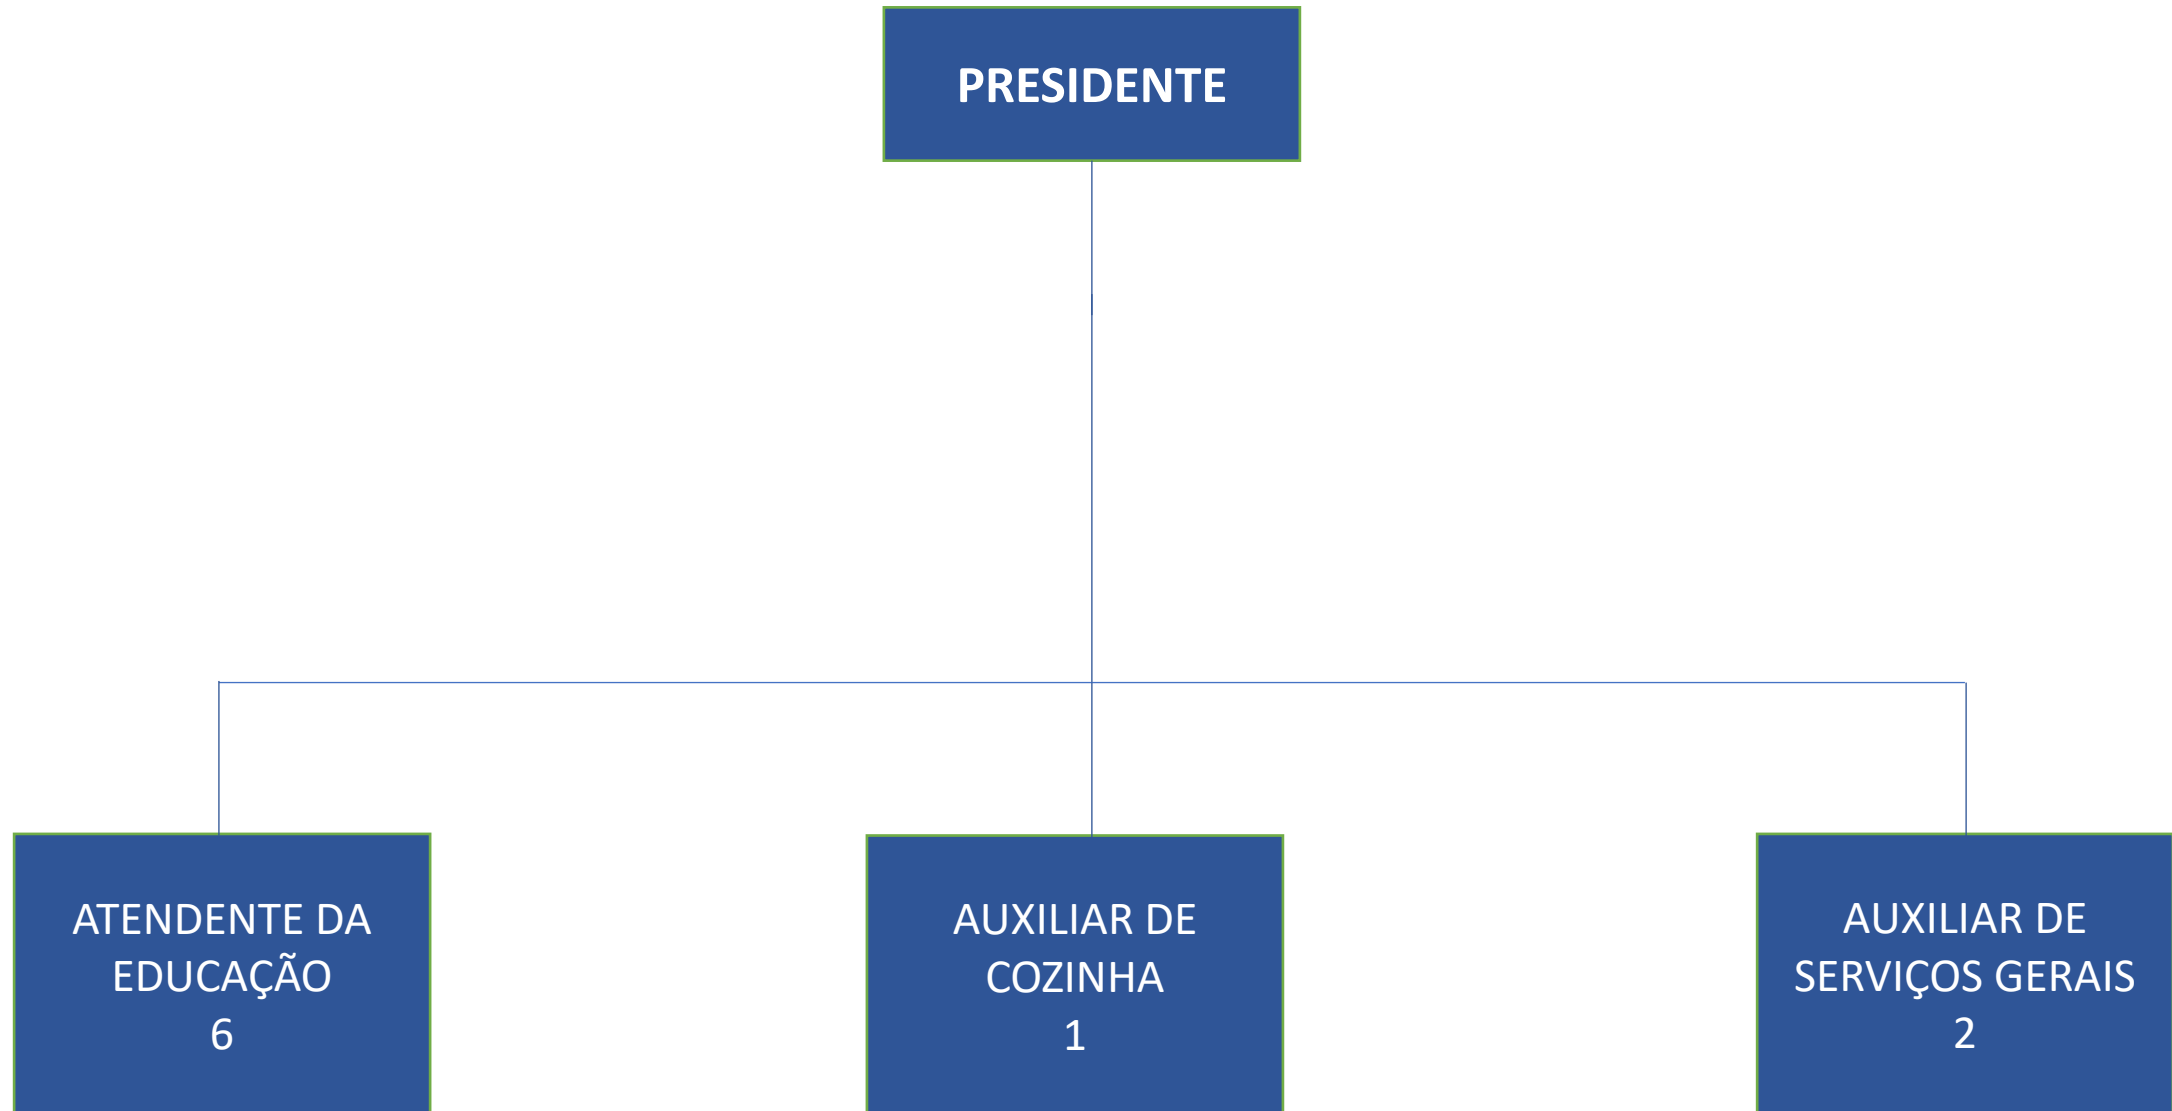 PRESIDENTE
ATENDENTE DA
EDUCAÇÃO
6
AUXILIAR DE
COZINHA
1
AUXILIAR DE
SERVIÇOS GERAIS
2